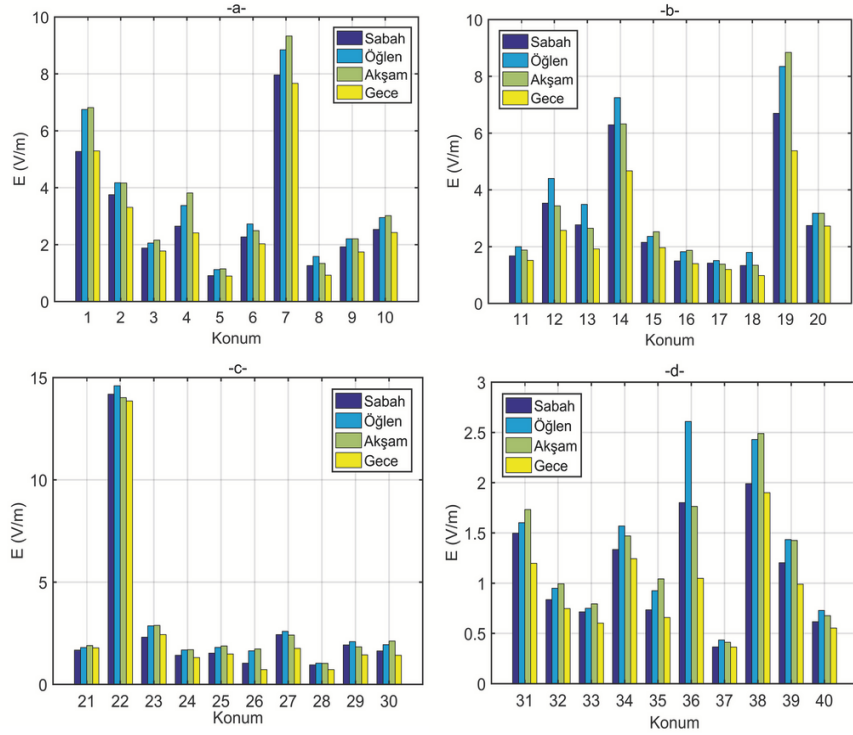 -a-
10
8
6
4
2
0
E (V/m)
Sabah
Öğlen
Akşam
Gece
1 2 3 4 5 6 7 8 9 10
Konum
-b-
10
8
6
4
2
0
E (V/m)
Sabah
Öğlen
Akşam
Gece
11 12 13 14 15 16 17 18 19 20
Konum
-c-
15
10
5
0
E (V/m)
Sabah
Öğlen
Akşam
Gece
21 22 23 24 25 26 27 28 29 30
Konum
-d-
3
2.5
2
1.5
1
0.5
0
E (V/m)
Sabah
Öğlen
Akşam
Gece
31 32 33 34 35 36 37 38 39 40
Konum